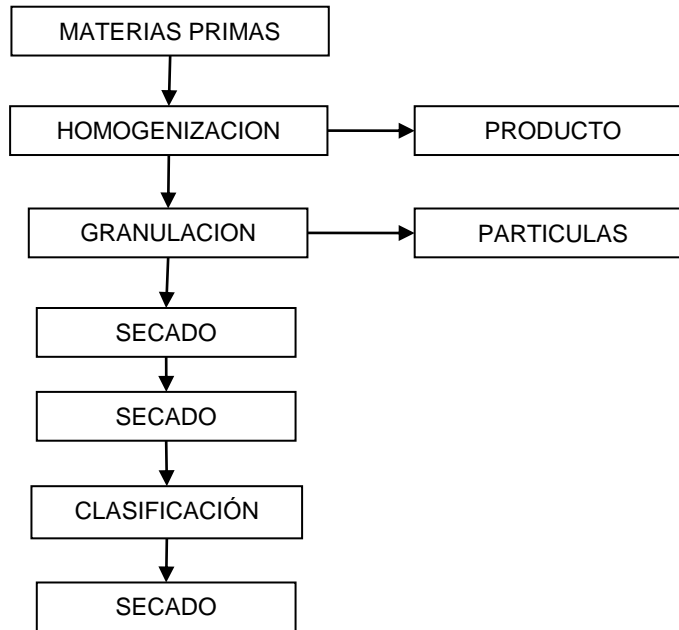 MATERIAS PRIMAS
HOMOGENIZACION
PRODUCTO
GRANULACION
PARTICULAS
SECADO
SECADO
CLASIFICACIÓN
SECADO